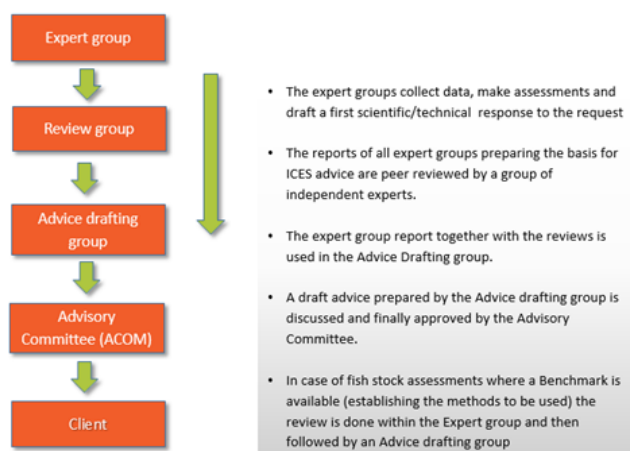 Expert group
Review group
Advice drafting
group
Advisory
Committee (ACOM)
Client
• The expert groups collect data, make assessments and
draft a first scientific/technical response to the request
• The reports of all expert groups preparing the basis for
ICES advice are peer reviewed by a group of
independent experts.
• The expert group report together with the reviews is
used in the Advice Drafting group.
• A draft advice prepared by the Advice drafting group is
discussed and finally approved by the Advisory
Committee.
• In case of fish stock assessments where a Benchmark is
available (establishing the methods to be used) the
review is done within the Expert group and then
followed by an Advice drafting group